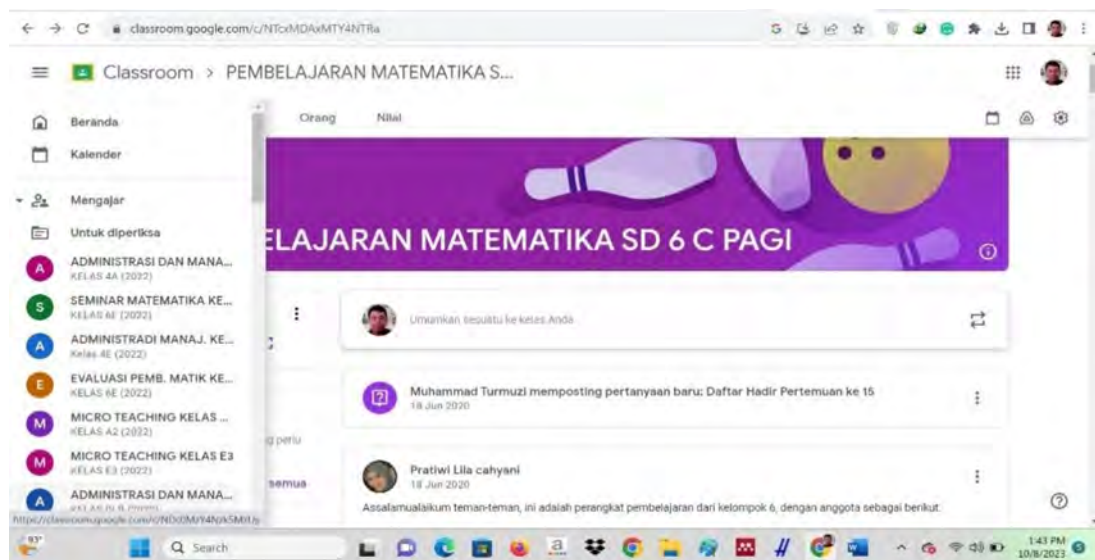 classroom.google.com/c/NTcxMDAxMTY4NTRa
Classroom > PEMBELAJARAN MATEMATIKA S...
Beranda
Orang Nilai
Kalender
Mengajar
Untuk diperiksa
ELAJARAN MATEMATIKA SD 6 C PAGI
A ADMINISTRASI DAN MANA...
KELAS 4A (2022)
S SEMINAR MATEMATIKA KE...
KELAS 6E (2022)
Umumkan sesuatu ke kelas Anda
A ADMINISTRADI MANAJ. KE...
Kelas 4E (2022)
E EVALUASI PEMB. MATIK KE...
KELAS 6E (2022)
Muhammad Turmuzi memposting pertanyaan baru: Daftar Hadir Pertemuan ke 15
18 Jun 2020
M MICRO TEACHING KELAS ...
KELAS A2 (2022)
g perlu
M MICRO TEACHING KELAS E3
KELAS E3 (2022)
semua
Pratiwi Lila cahyani
18 Jun 2020
A ADMINISTRASI DAN MANA...
Assalamualaikum teman-teman, ini adalah perangkat pembelajaran dari kelompok 6, dengan anggota sebagai berikut:
93°
Search
1:43 PM
10/8/2023